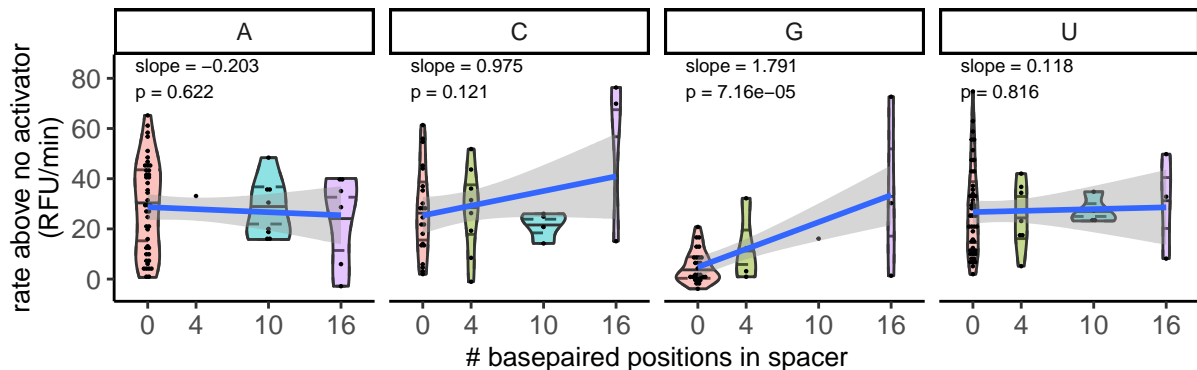 A C G U
slope = −0.203 slope = 0.975 slope = 1.791 slope = 0.118
p = 0.622 p = 0.121 p = 7.16e−05 p = 0.816
rate above no activator
(RFU/min)
80
60
40
20
0
0 4 10 16 0 4 10 16 0 4 10 16 0 4 10 16
# basepaired positions in spacer